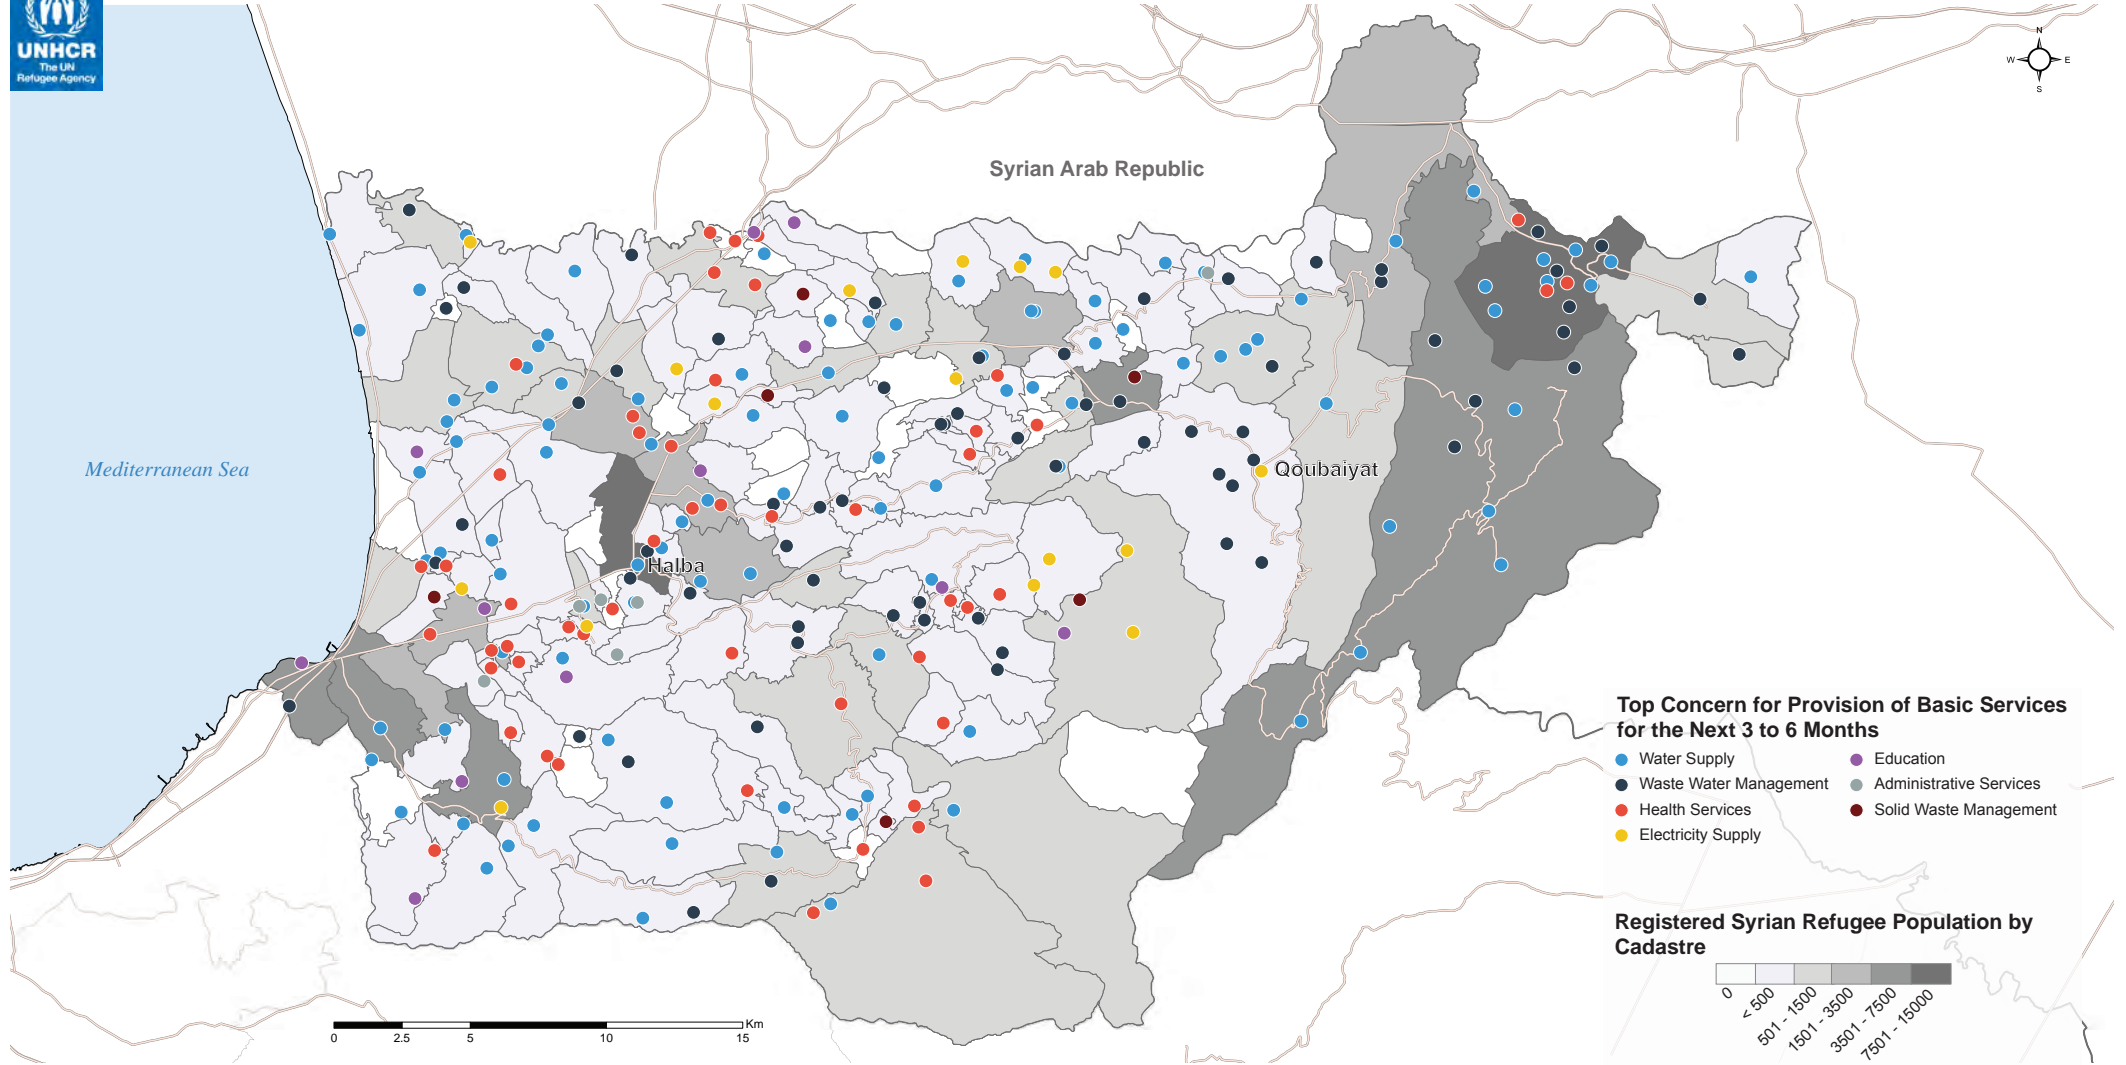 UNHCR
The UN
Refugee Agency
N
W
E
S
Syrian Arab Republic
Mediterranean Sea
Qoubaiyat
Halba
Top Concern for Provision of Basic Services
for the Next 3 to 6 Months
Water Supply
Education
Waste Water Management
Administrative Services
Health Services
Solid Waste Management
Electricity Supply
Registered Syrian Refugee Population by
Cadastre
0
< 500
501 - 1500
1501 - 3500
3501 - 7500
7501 - 15000
Km
0
2.5
5
10
15